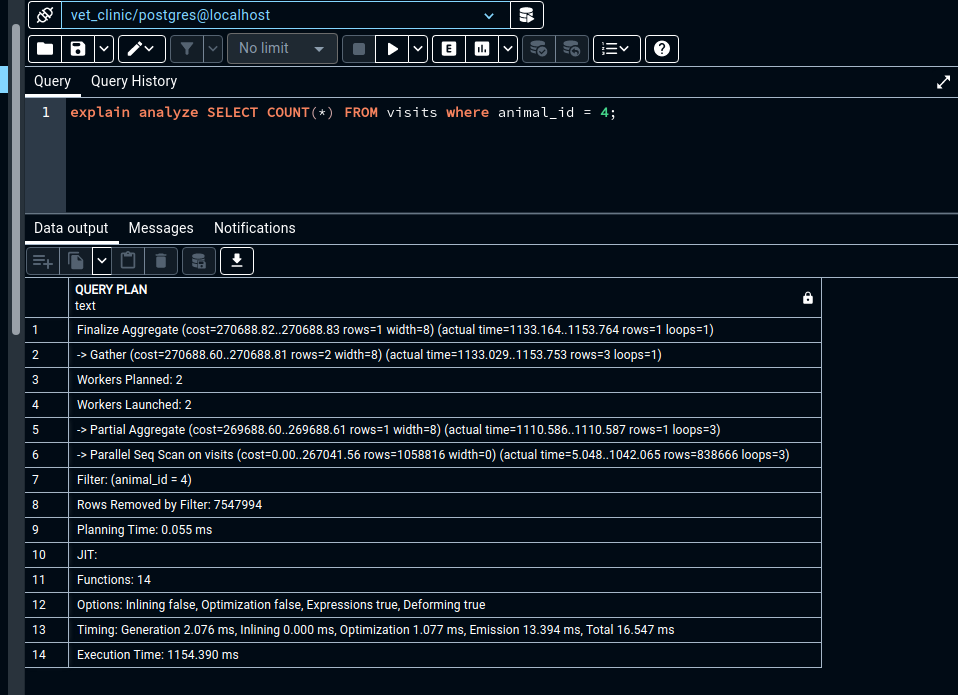 vet_clinic/postgres@localhost
No limit
E
Query Query History
1 explain analyze SELECT COUNT(*) FROM visits where animal_id = 4;
Data output Messages Notifications
QUERY PLAN
text
1 Finalize Aggregate (cost=270688.82..270688.83 rows=1 width=8) (actual time=1133.164..1153.764 rows=1 loops=1)
2 -> Gather (cost=270688.60..270688.81 rows=2 width=8) (actual time=1133.029..1153.753 rows=3 loops=1)
3 Workers Planned: 2
4 Workers Launched: 2
5 -> Partial Aggregate (cost=269688.60..269688.61 rows=1 width=8) (actual time=1110.586..1110.587 rows=1 loops=3)
6 -> Parallel Seq Scan on visits (cost=0.00..267041.56 rows=1058816 width=0) (actual time=5.048..1042.065 rows=838666 loops=3)
7 Filter: (animal_id = 4)
8 Rows Removed by Filter: 7547994
9 Planning Time: 0.055 ms
10 JIT:
11 Functions: 14
12 Options: Inlining false, Optimization false, Expressions true, Deforming true
13 Timing: Generation 2.076 ms, Inlining 0.000 ms, Optimization 1.077 ms, Emission 13.394 ms, Total 16.547 ms
14 Execution Time: 1154.390 ms